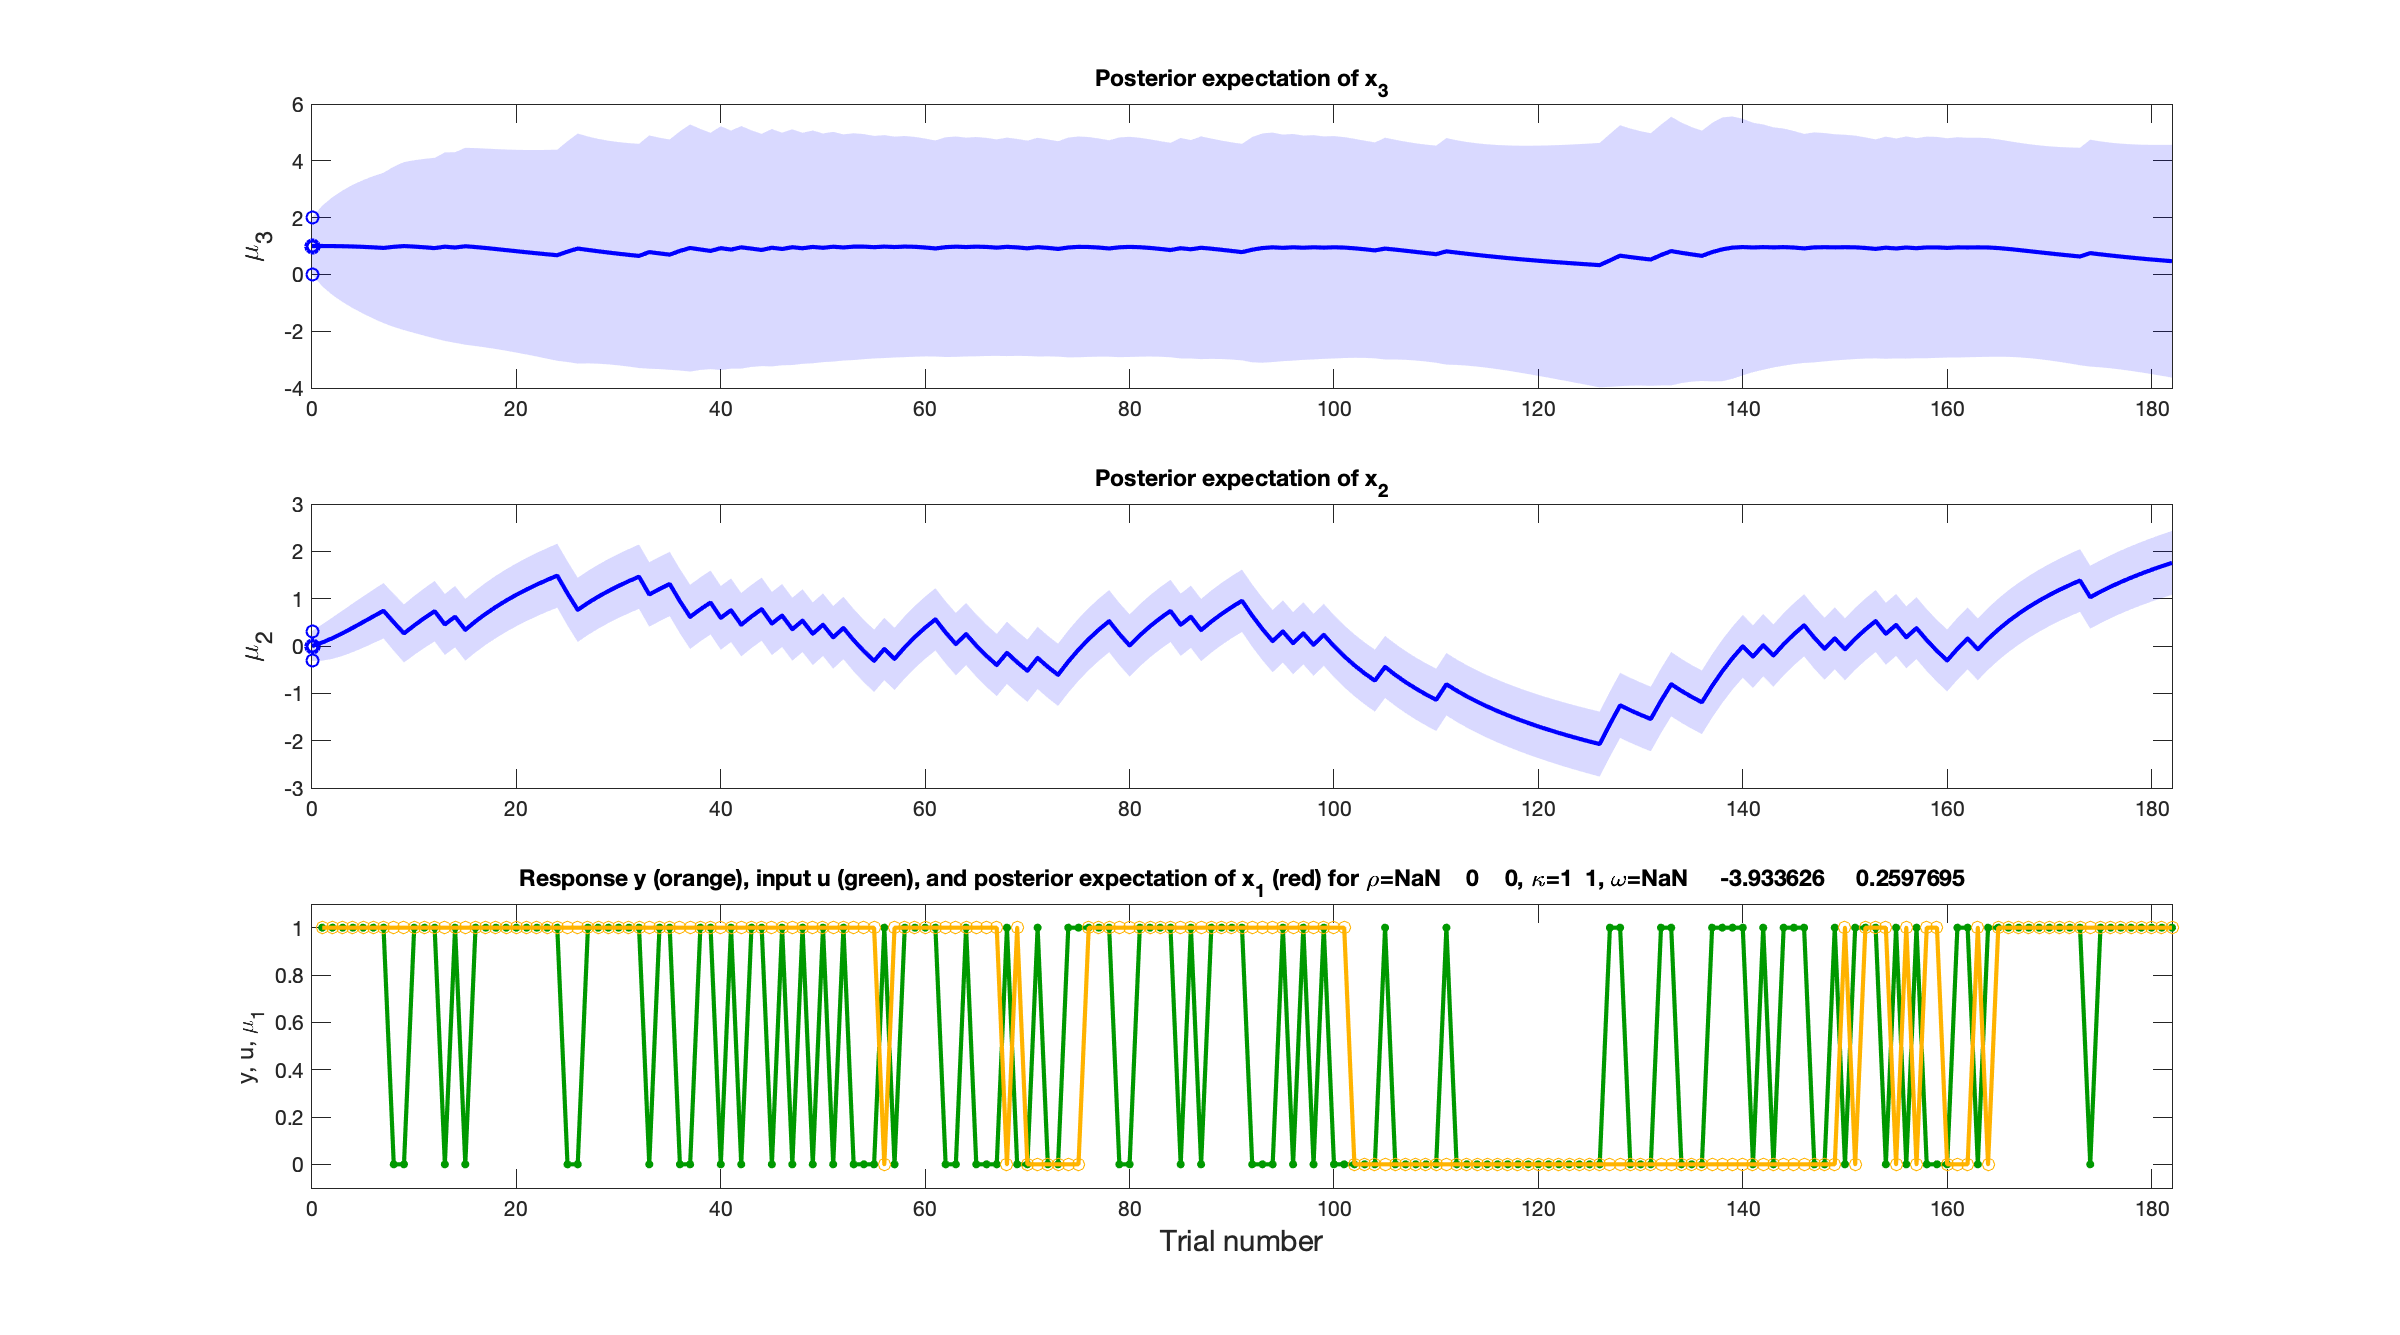 Posterior expectation of x3
6
4
2
0
-2
-4
μ3
0 20 40 60 80 100 120 140 160 180
Posterior expectation of x2
3
2
1
0
-1
-2
-3
μ2
0 20 40 60 80 100 120 140 160 180
Response y (orange), input u (green), and posterior expectation of x1 (red) for ρ=NaN 0 0, κ=1 1, ω=NaN -3.933626 0.2597695
1
0.8
0.6
0.4
0.2
0
y, u, μ1
0 20 40 60 80 100 120 140 160 180
Trial number